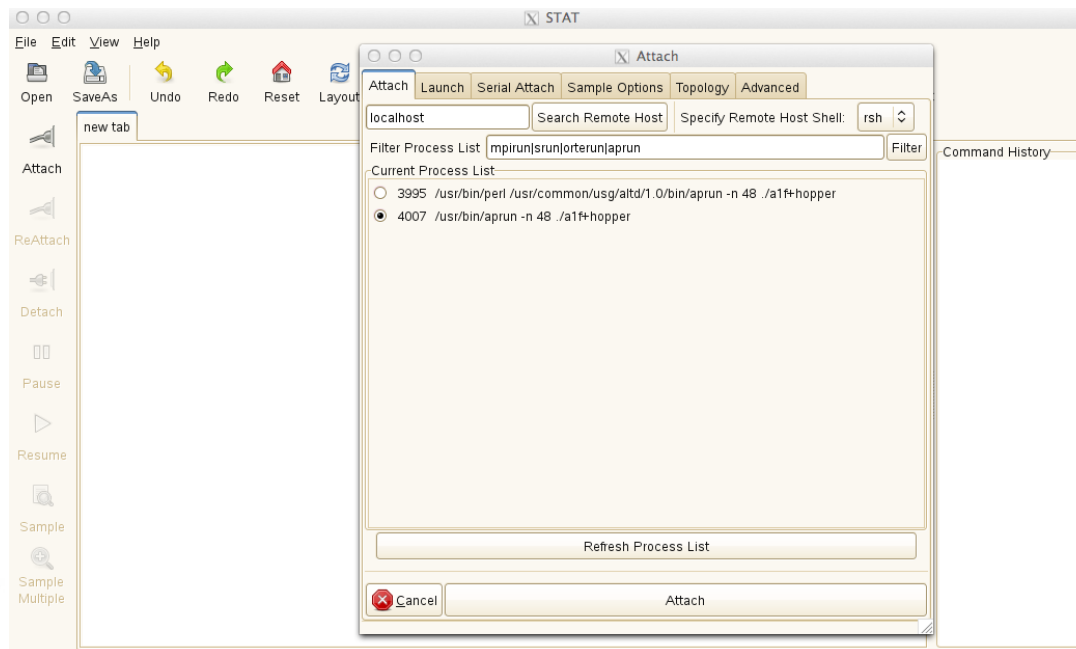 STAT
File Edit View Help
Open SaveAs Undo Redo Reset Layout
new tab
Attach
ReAttach
Detach
Pause
Resume
Sample
Sample
Multiple
Attach
Attach Launch Serial Attach Sample Options Topology Advanced
localhost Search Remote Host Specify Remote Host Shell: rsh
Filter Process List mpirun|srun|orterun|aprun Filter
Current Process List
3995 /usr/bin/perl /usr/common/usg/altd/1.0/bin/aprun -n 48 ./a1f+hopper
4007 /usr/bin/aprun -n 48 ./a1f+hopper
Refresh Process List
Cancel Attach
Command History